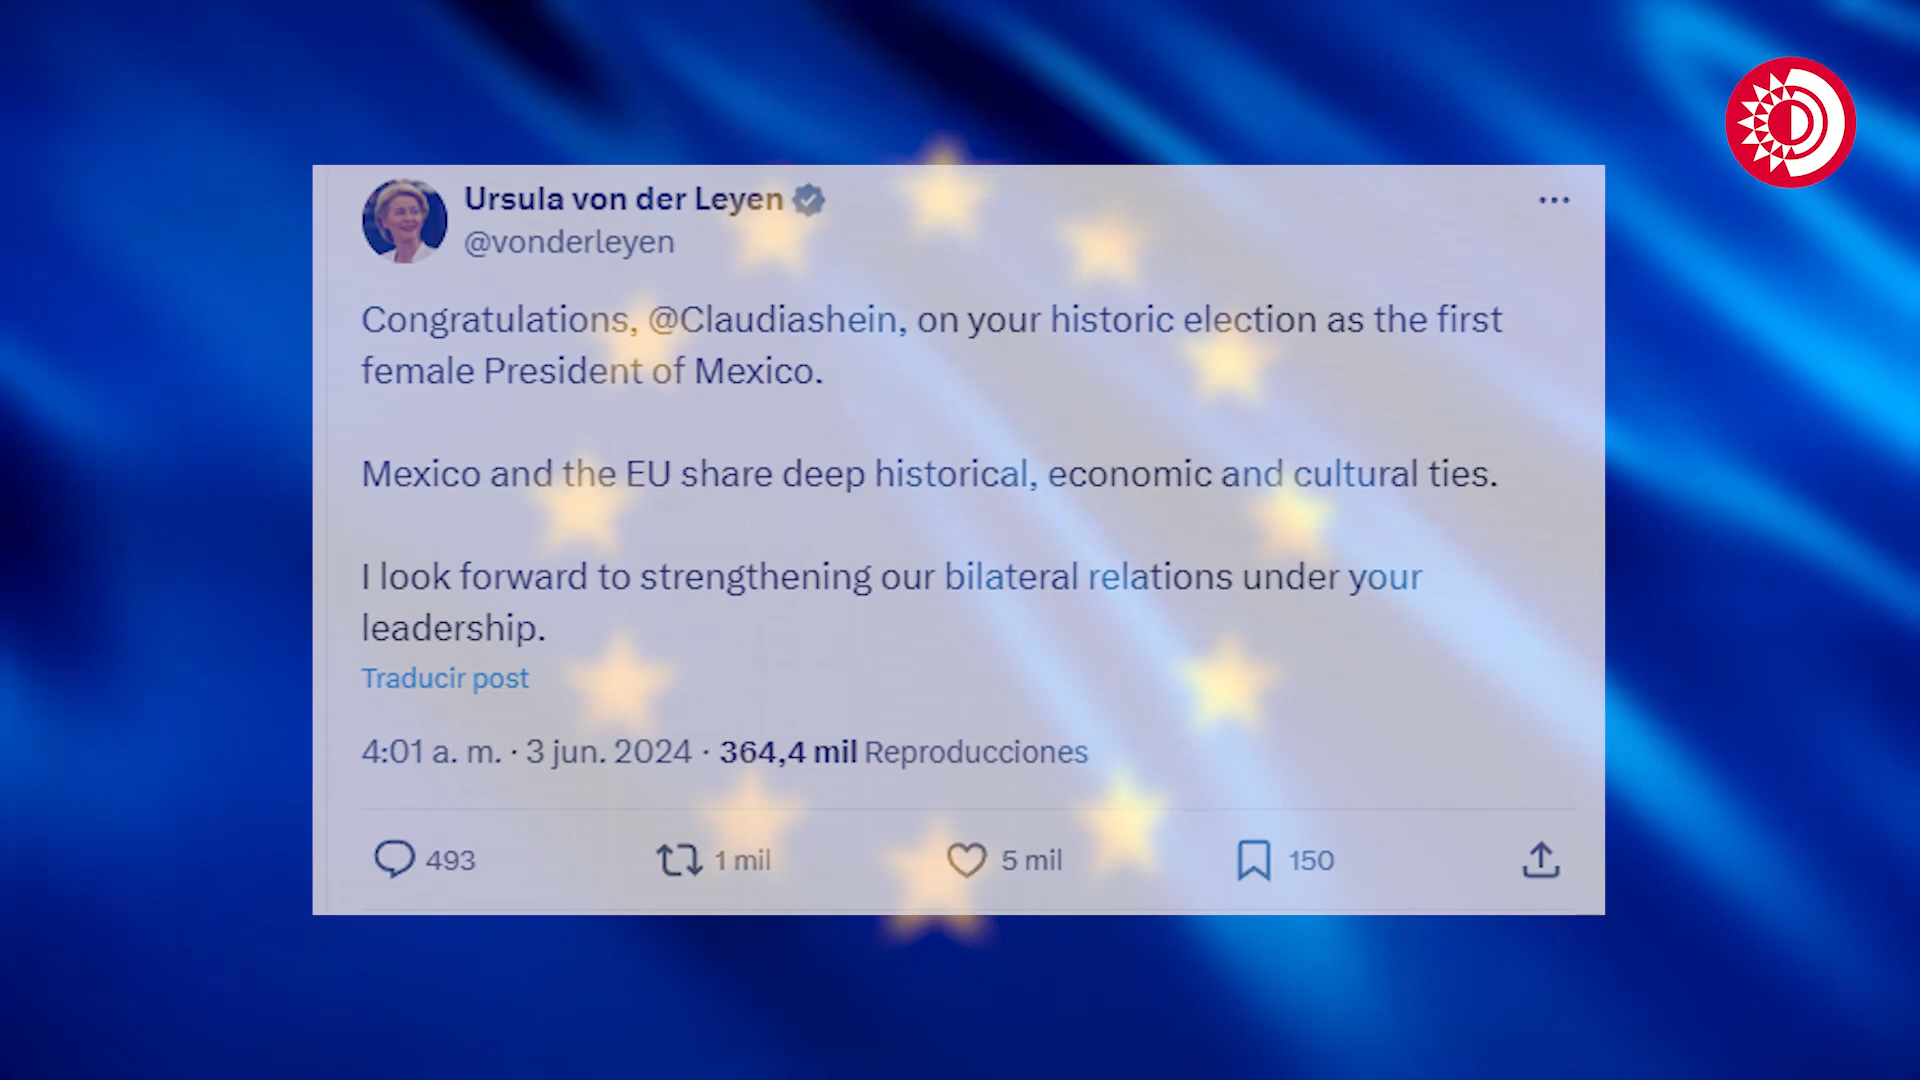 Ursula von der Leyen
@vonderleyen
Congratulations, @Claudiashein, on your historic election as the first
female President of Mexico.
Mexico and the EU share deep historical, economic and cultural ties.
I look forward to strengthening our bilateral relations under your
leadership.
Traducir post
4:01 a. m. · 3 jun. 2024 · 364,4 mil Reproducciones
493 1 mil 5 mil 150